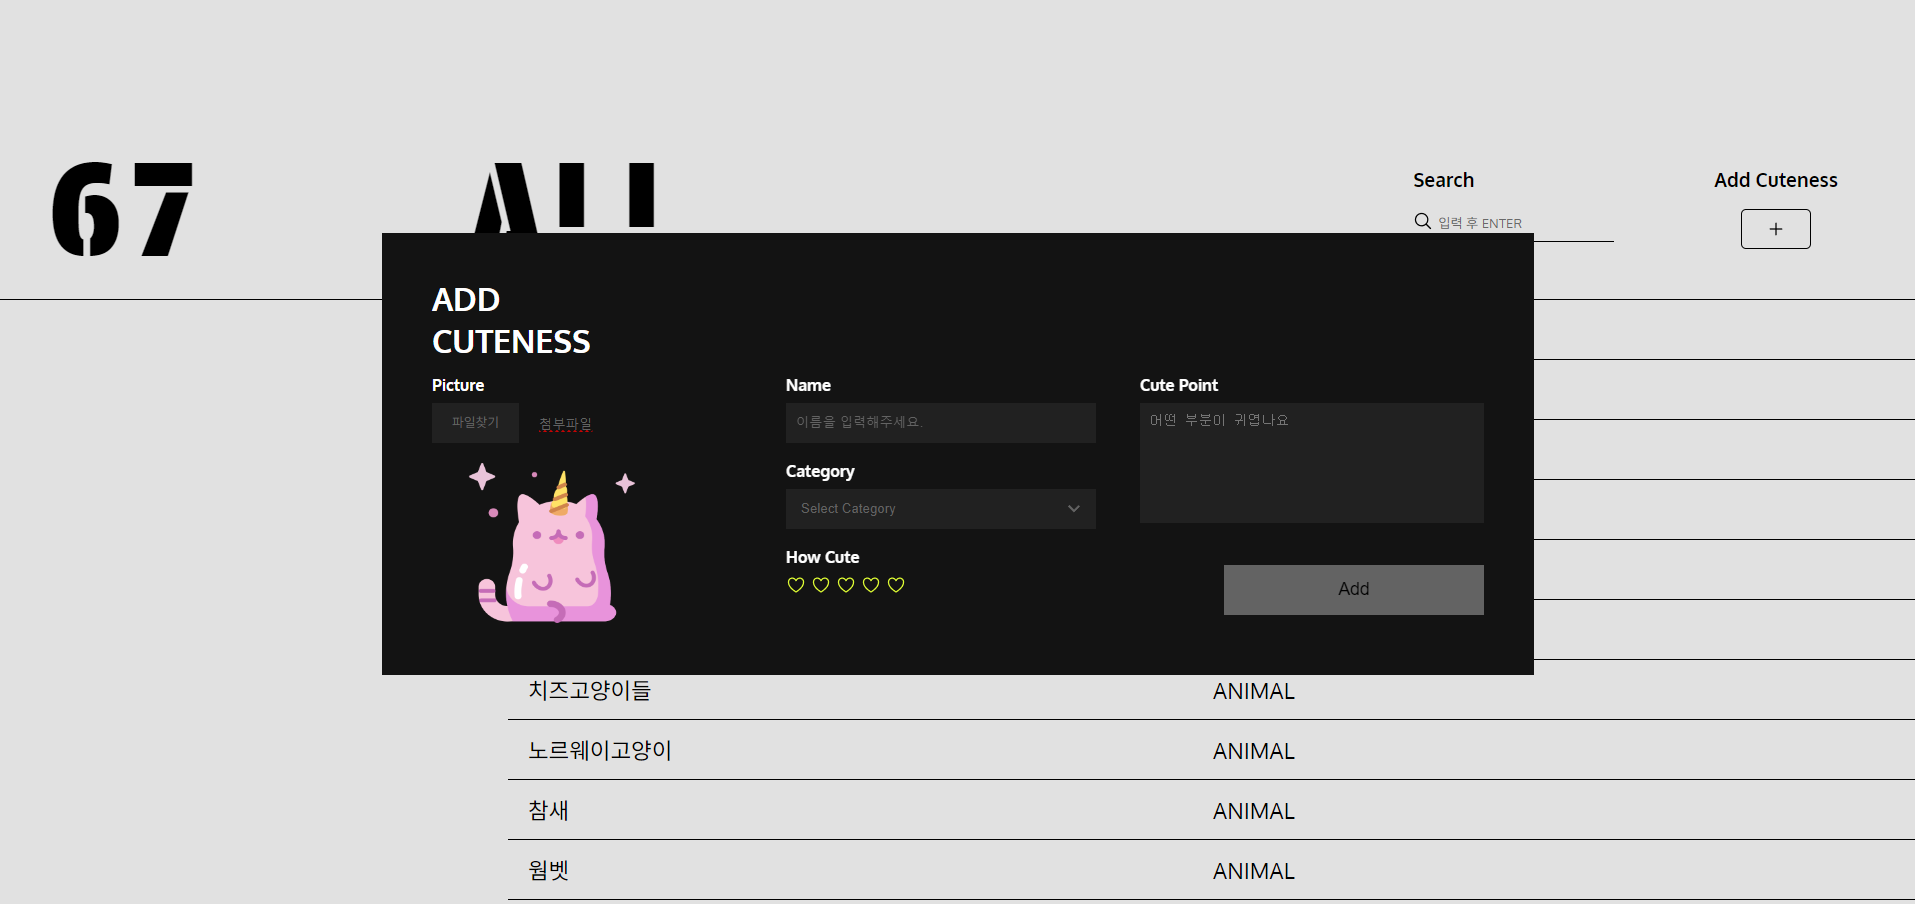 67
ALL
Search
Add Cuteness
입력 후 ENTER
ADD
CUTENESS
Picture
Name
Cute Point
파일찾기
첨부파일
이름을 입력해주세요.
어떤 부분이 귀엽나요
Category
Select Category
How Cute
Add
치즈고양이들
ANIMAL
노르웨이고양이
ANIMAL
참새
ANIMAL
웜벳
ANIMAL